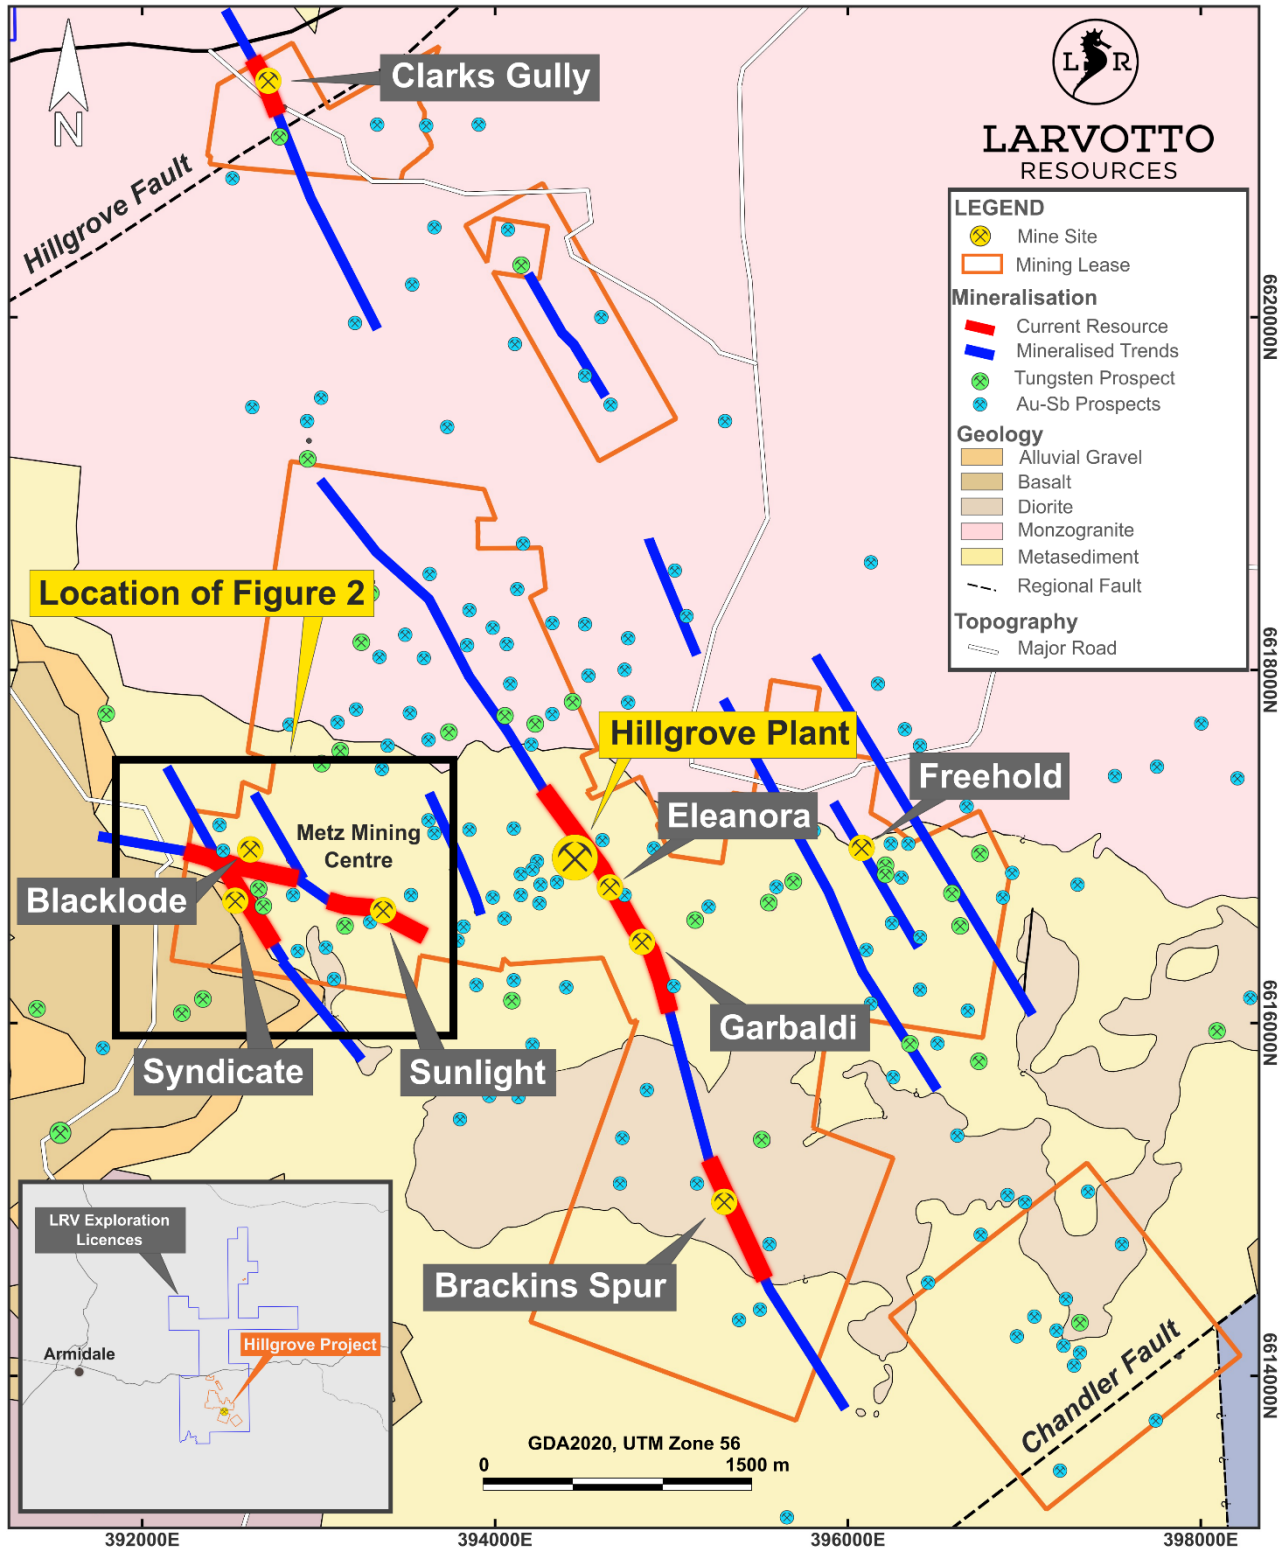 Clarks Gully
L R
LARVOTTO
RESOURCES
N
Hillgrove Fault
LEGEND
Mine Site
Mining Lease
Mineralisation
Current Resource
Mineralised Trends
Tungsten Prospect
Au-Sb Prospects
Geology
Alluvial Gravel
Basalt
Diorite
Monzogranite
Metasediment
Regional Fault
Topography
Major Road
6620000N
Location of Figure 2
6618000N
Hillgrove Plant
Freehold
Eleanora
Metz Mining
Centre
Blacklode
Garbaldi
6616000N
Syndicate
Sunlight
LRV Exploration
Licences
Brackins Spur
Hillgrove Project
Armidale
Chandler Fault
6614000N
GDA2020, UTM Zone 56
0 1500 m
392000E 394000E 396000E 398000E